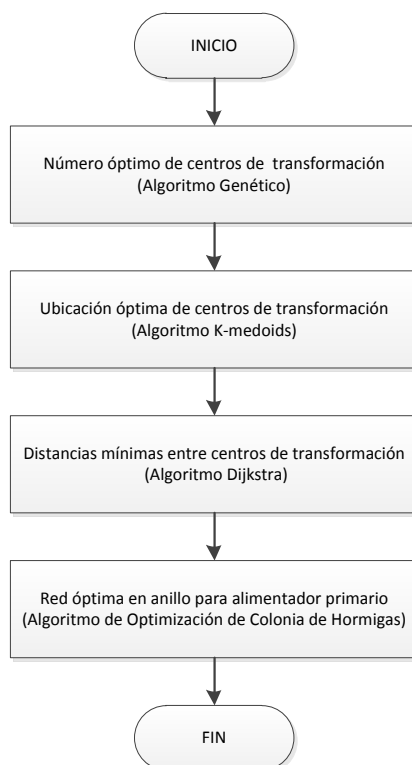 INICIO
Número óptimo de centros de transformación
(Algoritmo Genético)
Ubicación óptima de centros de transformación
(Algoritmo K-medoids)
Distancias mínimas entre centros de transformación
(Algoritmo Dijkstra)
Red óptima en anillo para alimentador primario
(Algoritmo de Optimización de Colonia de Hormigas)
FIN